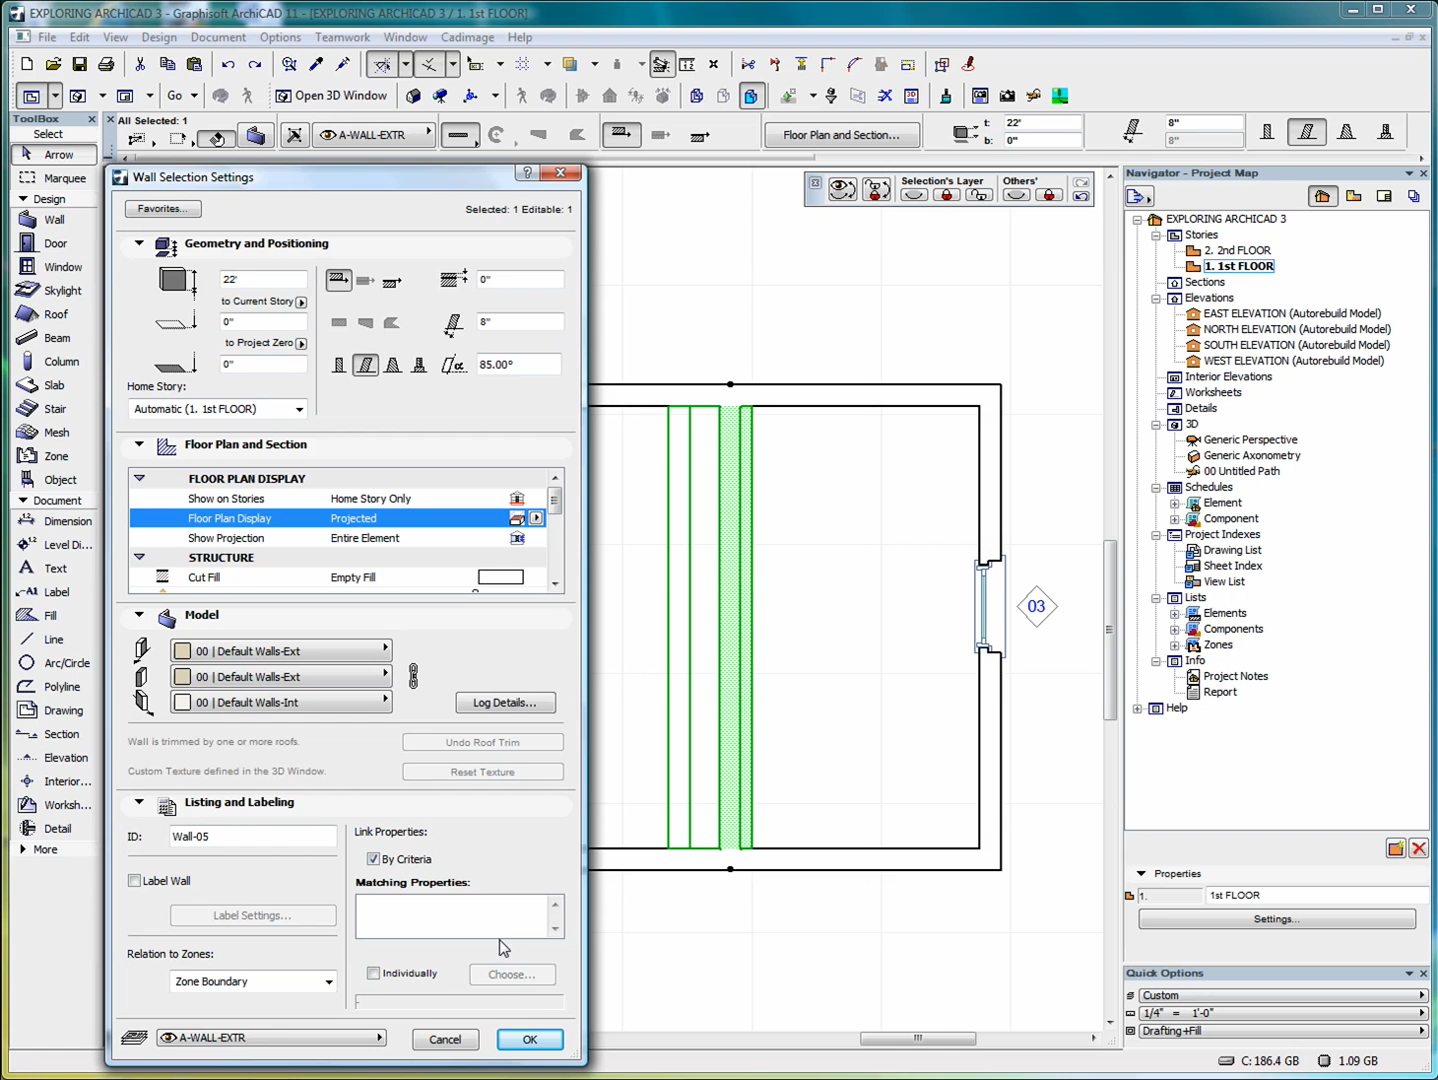 EXPLORING ARCHICAD 3 - Graphisoft ArchiCAD 11 - [EXPLORING ARCHICAD 3 / 1. 1st FLOOR]
File Edit View Design Document Options Teamwork Window Cadimage Help
Go Open 3D Window
ToolBox
Select
Arrow
Marquee
Design
Wall
Door
Window
Skylight
Roof
Beam
Column
Slab
Stair
Mesh
Zone
Object
Document
Dimension
Level Di...
Text
Label
Fill
Line
Arc/Circle
Polyline
Drawing
Section
Elevation
Interior...
Worksh...
Detail
More
All Selected: 1
A-WALL-EXTR
Floor Plan and Section...
t: 22'
b: 0"
8"
8"
Wall Selection Settings
Favorites...
Selected: 1 Editable: 1
Geometry and Positioning
22'
to Current Story
0"
to Project Zero
0"
Home Story:
Automatic (1. 1st FLOOR)
0"
8"
85.00°
Floor Plan and Section
FLOOR PLAN DISPLAY
Show on Stories Home Story Only
Floor Plan Display Projected
Show Projection Entire Element
STRUCTURE
Cut Fill Empty Fill
Model
00 | Default Walls-Ext
00 | Default Walls-Ext
00 | Default Walls-Int
Log Details...
Wall is trimmed by one or more roofs.
Undo Roof Trim
Custom Texture defined in the 3D Window.
Reset Texture
Listing and Labeling
ID: Wall-05
Label Wall
Label Settings...
Relation to Zones:
Zone Boundary
Link Properties:
By Criteria
Matching Properties:
Individually
Choose...
A-WALL-EXTR
Cancel
OK
Selection's Layer
Others'
03
Navigator - Project Map
EXPLORING ARCHICAD 3
Stories
2. 2nd FLOOR
1. 1st FLOOR
Sections
Elevations
EAST ELEVATION (Autorebuild Model)
NORTH ELEVATION (Autorebuild Model)
SOUTH ELEVATION (Autorebuild Model)
WEST ELEVATION (Autorebuild Model)
Interior Elevations
Worksheets
Details
3D
Generic Perspective
Generic Axonometry
00 Untitled Path
Schedules
Element
Component
Project Indexes
Drawing List
Sheet Index
View List
Lists
Elements
Components
Zones
Info
Project Notes
Report
Help
Properties
1. 1st FLOOR
Settings...
Quick Options
Custom
1/4" = 1'-0"
Drafting+Fill
C: 186.4 GB
1.09 GB